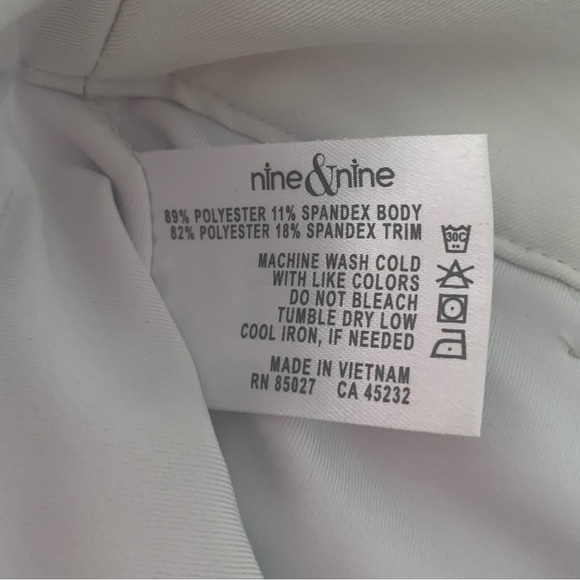 nine&nine
89% POLYESTER 11% SPANDEX BODY
82% POLYESTER 18% SPANDEX TRIM
30C
MACHINE WASH COLD
WITH LIKE COLORS
DO NOT BLEACH
TUMBLE DRY LOW
COOL IRON, IF NEEDED
MADE IN VIETNAM
RN 85027 CA 45232